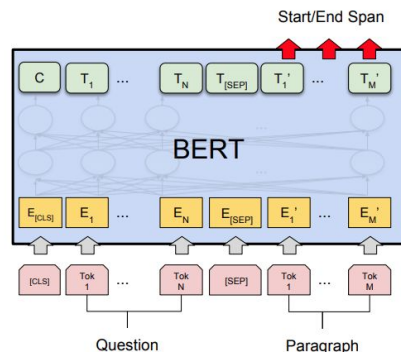 Start/End Span
C T1 ... TN T[SEP] T1' ... TM'
BERT
E[CLS] E1 ... EN E[SEP] E1' ... EM'
[CLS] Tok 1 ... Tok N [SEP] Tok 1 ... Tok M
Question Paragraph